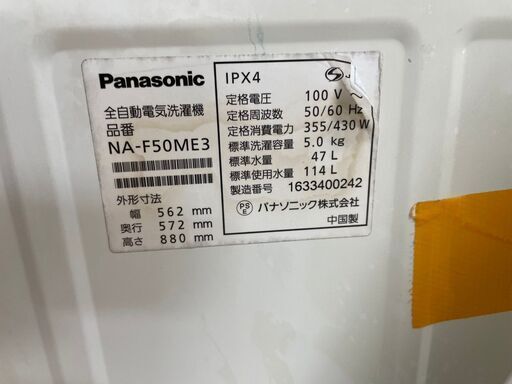 Panasonic
全自動電気洗濯機
品番
NA-F50ME3
外形寸法
幅 562 mm
奥行 572 mm
高さ 880 mm
IPX4
定格電圧 100 V ～
定格周波数 50/60 Hz
定格消費電力 355/430 W
標準洗濯容量 5.0 kg
標準水量 47 L
標準使用水量 114 L
製造番号 1633400242
PS E パナソニック株式会社
中国製